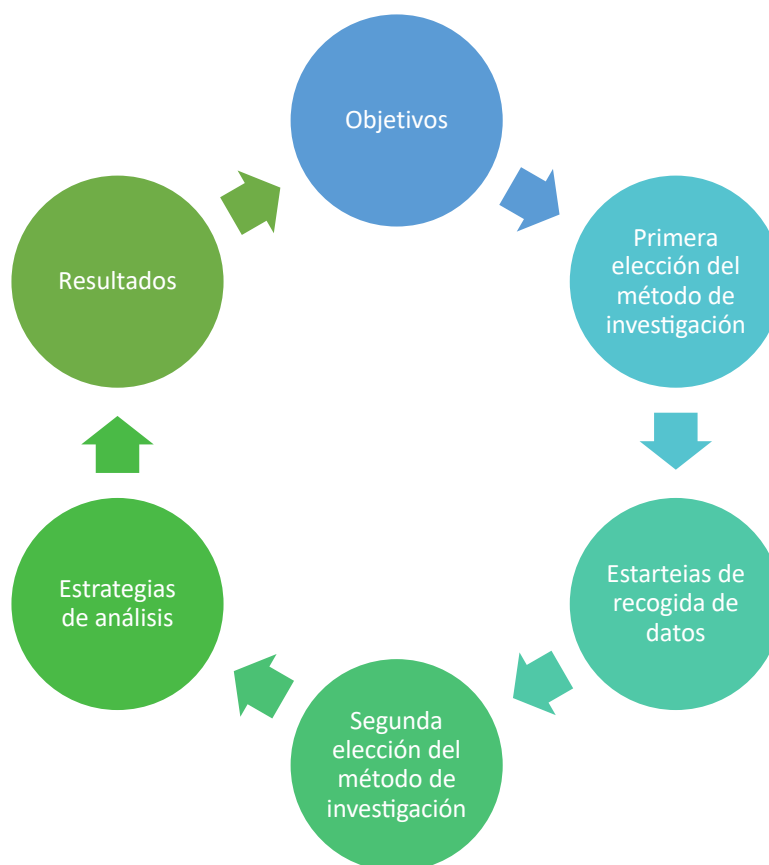 Objetivos
Primera
elección del
método de
investigación
Estarteias de
recogida de
datos
Segunda
elección del
método de
investigación
Estrategias
de análisis
Resultados